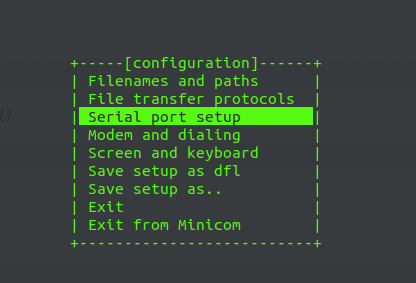 +-----[configuration]------+
| Filenames and paths      |
| File transfer protocols  |
| Serial port setup        |
| Modem and dialing        |
| Screen and keyboard      |
| Save setup as dfl        |
| Save setup as..          |
| Exit                     |
| Exit from Minicom        |
+--------------------------+